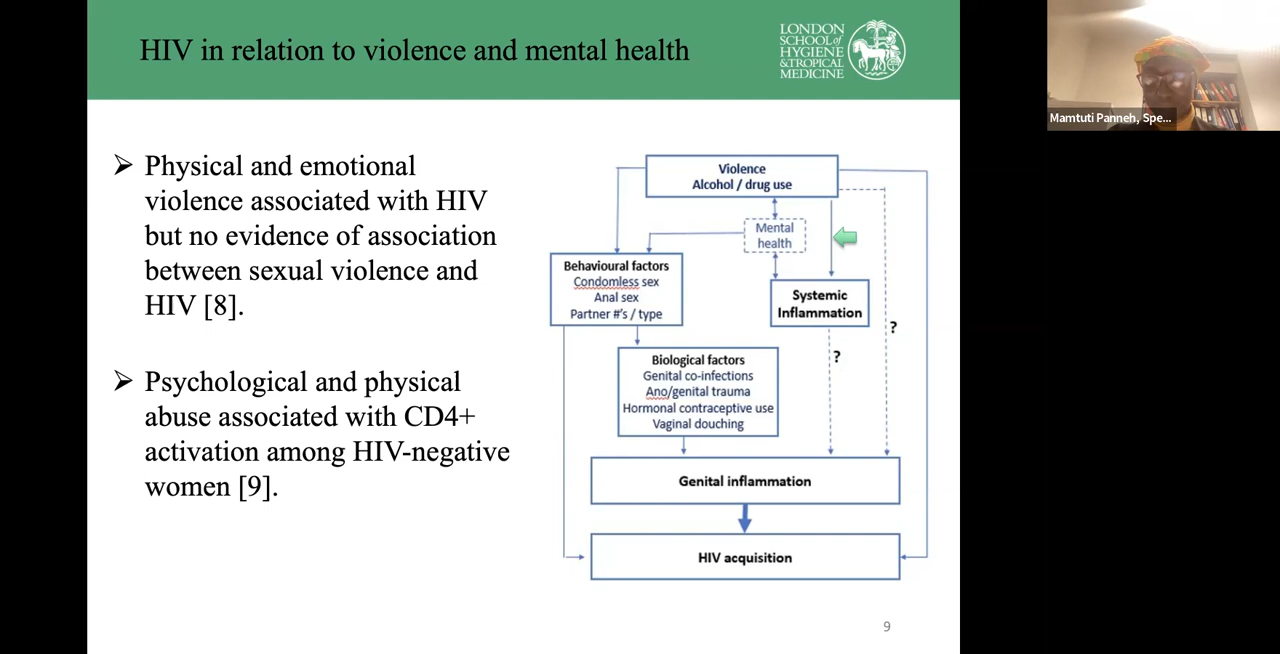 HIV in relation to violence and mental health
LONDON
SCHOOL of
HYGIENE
& TROPICAL
MEDICINE
Mamtuti Panneh, Spe...
➢ Physical and emotional
violence associated with HIV
but no evidence of association
between sexual violence and
HIV [8].
➢ Psychological and physical
abuse associated with CD4+
activation among HIV-negative
women [9].
Violence
Alcohol / drug use
Mental
health
Behavioural factors
Condomless sex
Anal sex
Partner #'s / type
Systemic
Inflammation
?
?
Biological factors
Genital co-infections
Ano/genital trauma
Hormonal contraceptive use
Vaginal douching
Genital inflammation
HIV acquisition
9